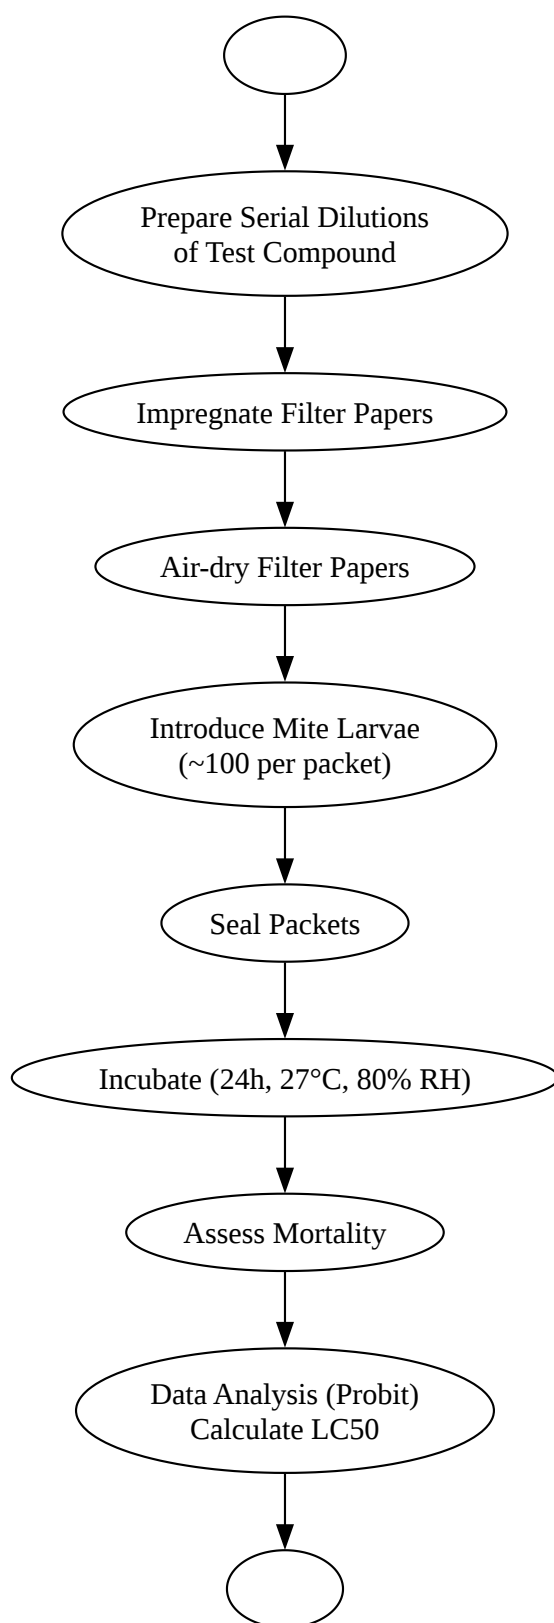 Prepare Serial Dilutions
of Test Compound
Impregnate Filter Papers
Air-dry Filter Papers
Introduce Mite Larvae
(~100 per packet)
Seal Packets
Incubate (24h, 27°C, 80% RH)
Assess Mortality
Data Analysis (Probit)
Calculate LC50